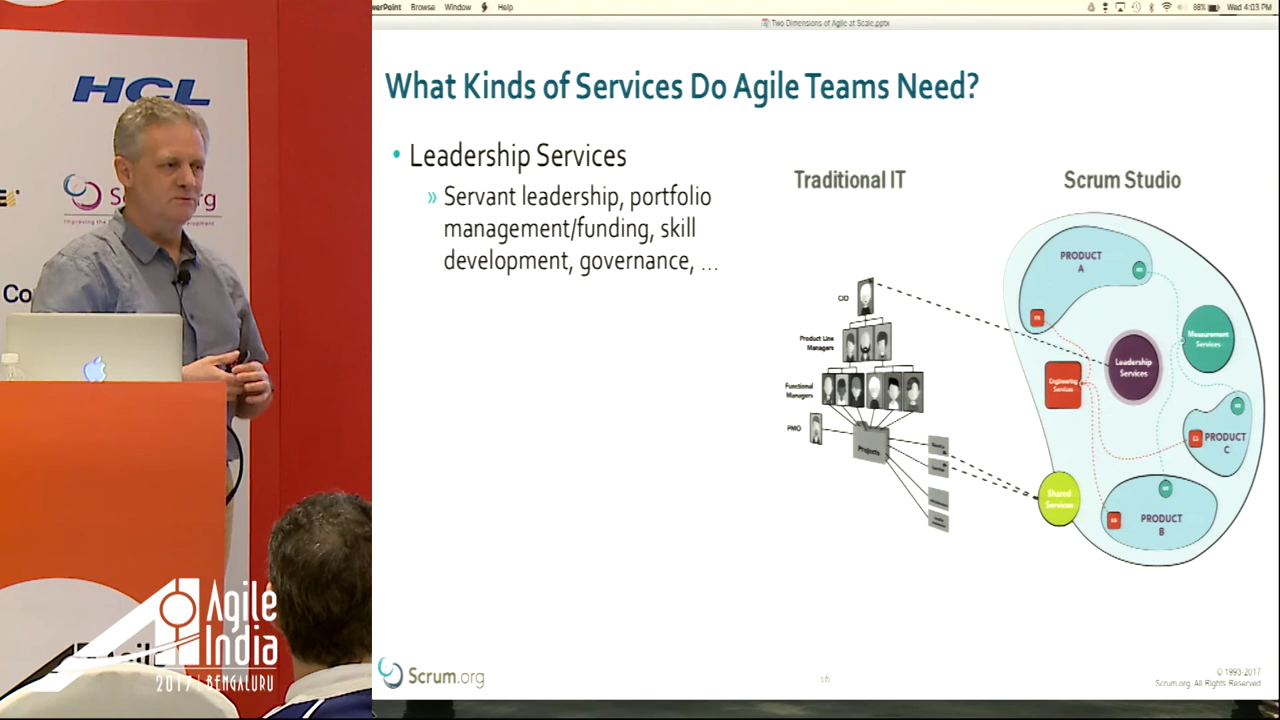 PowerPoint Browse Window Help
88% Wed 4:03 PM
Two Dimensions of Agile at Scale.pptx
What Kinds of Services Do Agile Teams Need?
• Leadership Services
» Servant leadership, portfolio
management/funding, skill
development, governance, ...
Traditional IT
Scrum Studio
CIO
Product Line
Managers
Functional
Managers
PMO
Projects
PRODUCT
A
Measurement
Services
Leadership
Services
Engineering
Services
PRODUCT
C
Shared
Services
PRODUCT
B
Scrum.org
16
© 1993-2017
Scrum.org, All Rights Reserved
HCL
Co
Agile
India
2017 | BENGALURU